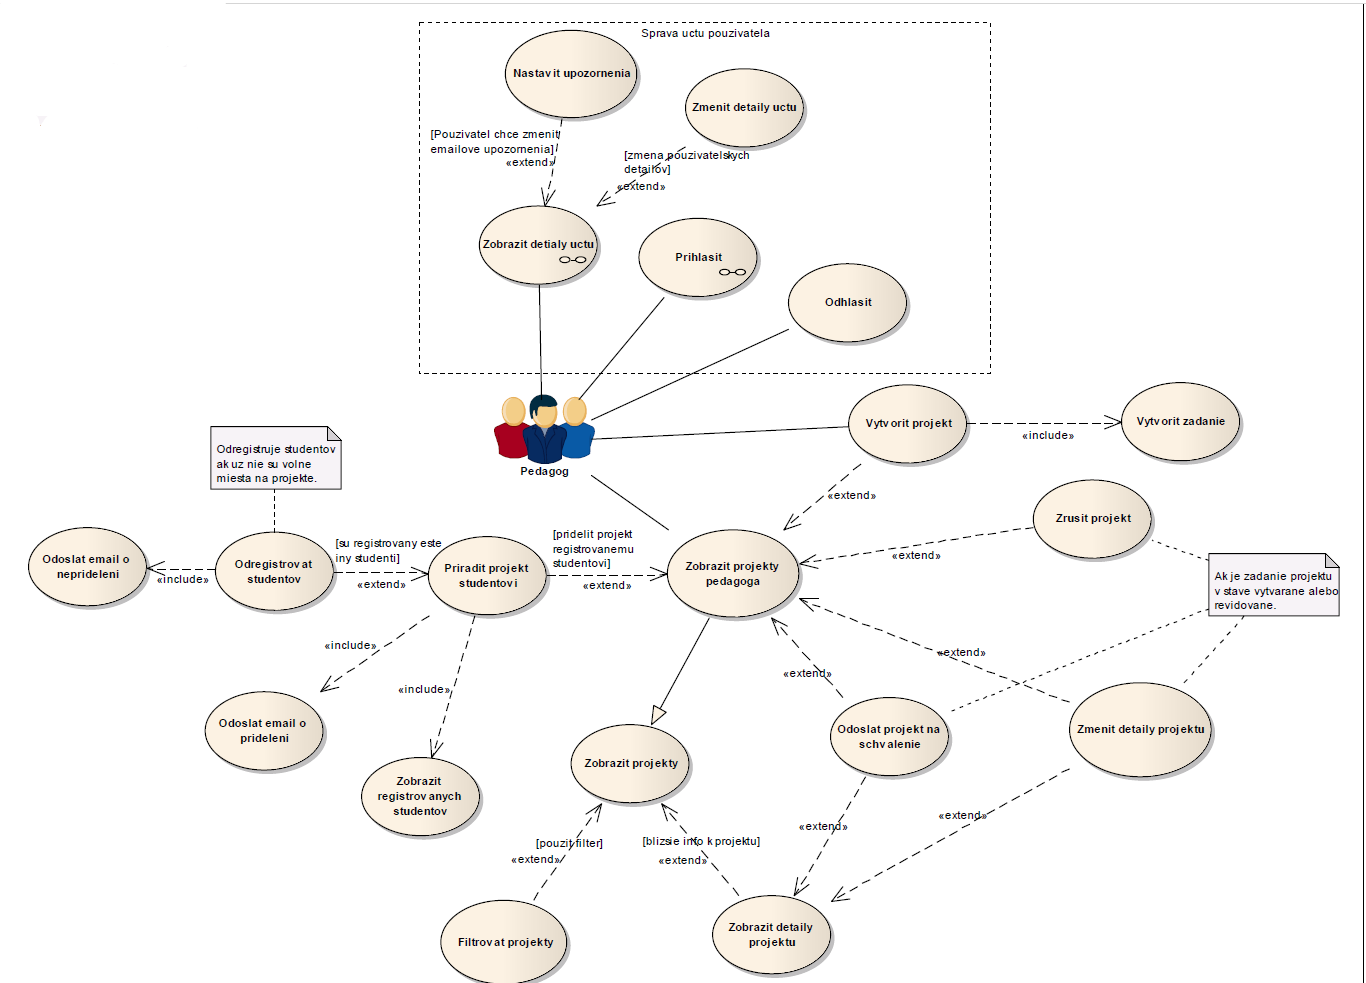 Sprava uctu pouzivatela
Nastavit upozornenia
Zmenit detaily uctu
[Pouzivatel chce zmenit
emailove upozornenia]
«extend»
[zmena pouzivatelskych
detailov]
«extend»
Zobrazit detialy uctu
Prihlasit
Odhlasit
Pedagog
Vytvorit projekt
«include»
Vytvorit zadanie
Odregistruje studentov
ak uz nie su volne
miesta na projekte.
«extend»
Zrusit projekt
«extend»
Odoslat email o
neprideleni
«include»
Odregistrovat
studentov
[su registrovany este
iny studenti]
«extend»
Priradit projekt
studentovi
[pridelit projekt
registrovanemu
studentovi]
«extend»
Zobrazit projekty
pedagoga
Ak je zadanie projektu
v stave vytvarane alebo
revidovane.
«include»
«include»
«extend»
«extend»
Odoslat email o
prideleni
Zobrazit
registrovanych
studentov
Zobrazit projekty
Odoslat projekt na
schvalenie
Zmenit detaily projektu
[pouzit filter]
«extend»
[blizsie info k projektu]
«extend»
«extend»
«extend»
Filtrovat projekty
Zobrazit detaily
projektu